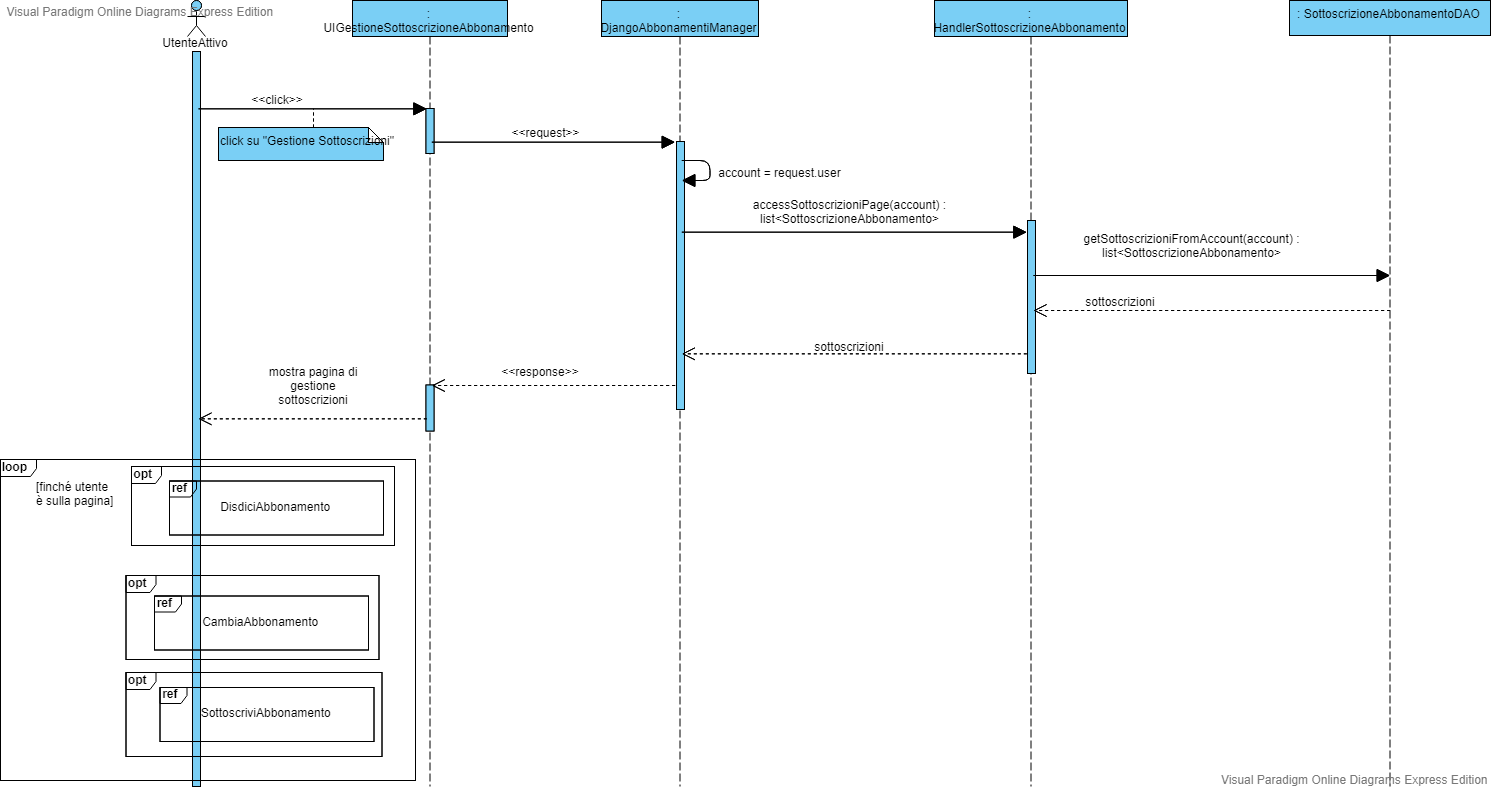 Visual Paradigm Online Diagrams Express Edition
UtenteAttivo
:
UIGestioneSottoscrizioneAbbonamento
:
DjangoAbbonamentiManager
:
HandlerSottoscrizioneAbbonamento
: SottoscrizioneAbbonamentoDAO
<<click>>
click su "Gestione Sottoscrizioni"
<<request>>
account = request.user
accessSottoscrizioniPage(account) :
list<SottoscrizioneAbbonamento>
getSottoscrizioniFromAccount(account) :
list<SottoscrizioneAbbonamento>
sottoscrizioni
sottoscrizioni
<<response>>
mostra pagina di
gestione
sottoscrizioni
loop
[finché utente
è sulla pagina]
opt
ref
DisdiciAbbonamento
opt
ref
CambiaAbbonamento
opt
ref
SottoscriviAbbonamento
Visual Paradigm Online Diagrams Express Edition